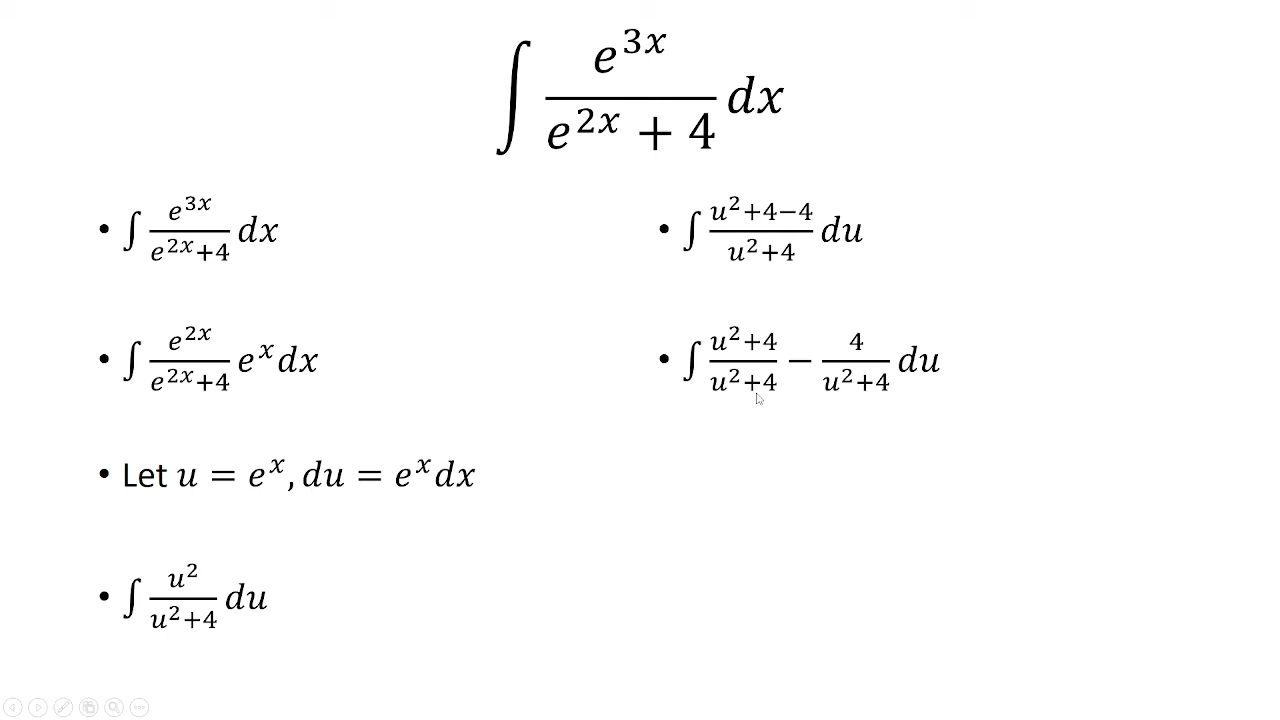 ∫ e^{3x}/(e^{2x} + 4) dx
• ∫ e^{3x}/(e^{2x}+4) dx
• ∫ e^{2x}/(e^{2x}+4) e^x dx
• Let u = e^x, du = e^x dx
• ∫ u^2/(u^2+4) du
• ∫ (u^2+4−4)/(u^2+4) du
• ∫ (u^2+4)/(u^2+4) − 4/(u^2+4) du